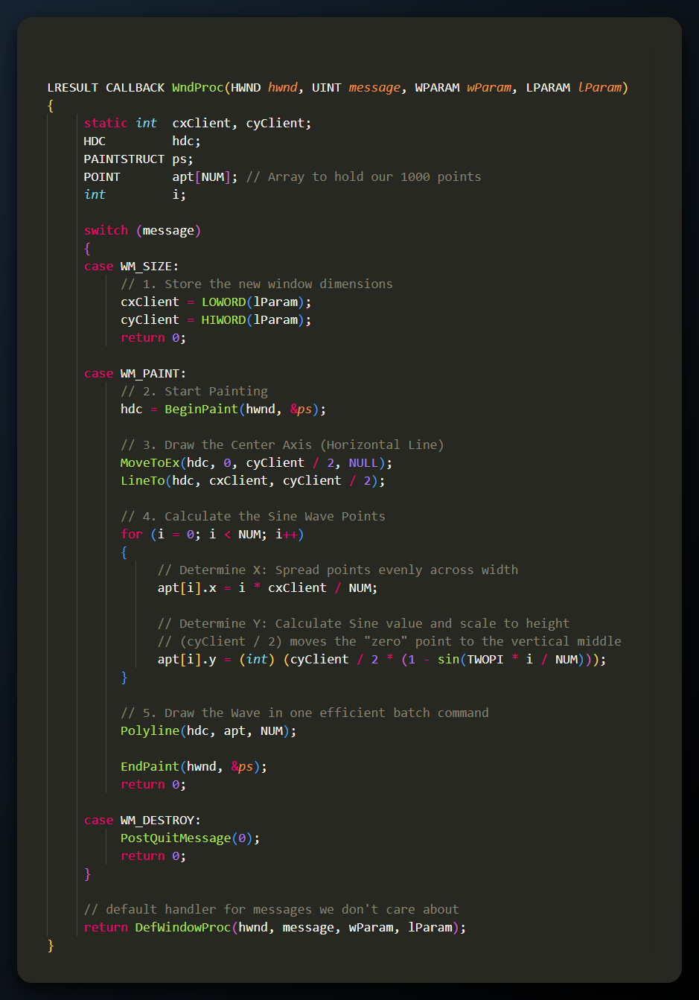 LRESULT CALLBACK WndProc(HWND hwnd, UINT message, WPARAM wParam, LPARAM lParam)
{
     static int  cxClient, cyClient;
     HDC         hdc;
     PAINTSTRUCT ps;
     POINT       apt[NUM]; // Array to hold our 1000 points
     int         i;

     switch (message)
     {
     case WM_SIZE:
          // 1. Store the new window dimensions
          cxClient = LOWORD(lParam);
          cyClient = HIWORD(lParam);
          return 0;

     case WM_PAINT:
          // 2. Start Painting
          hdc = BeginPaint(hwnd, &ps);

          // 3. Draw the Center Axis (Horizontal Line)
          MoveToEx(hdc, 0, cyClient / 2, NULL);
          LineTo(hdc, cxClient, cyClient / 2);

          // 4. Calculate the Sine Wave Points
          for (i = 0; i < NUM; i++)
          {
               // Determine X: Spread points evenly across width
               apt[i].x = i * cxClient / NUM;

               // Determine Y: Calculate Sine value and scale to height
               // (cyClient / 2) moves the "zero" point to the vertical middle
               apt[i].y = (int) (cyClient / 2 * (1 - sin(TWOPI * i / NUM)));
          }

          // 5. Draw the Wave in one efficient batch command
          Polyline(hdc, apt, NUM);

          EndPaint(hwnd, &ps);
          return 0;

     case WM_DESTROY:
          PostQuitMessage(0);
          return 0;
     }

     // default handler for messages we don't care about
     return DefWindowProc(hwnd, message, wParam, lParam);
}